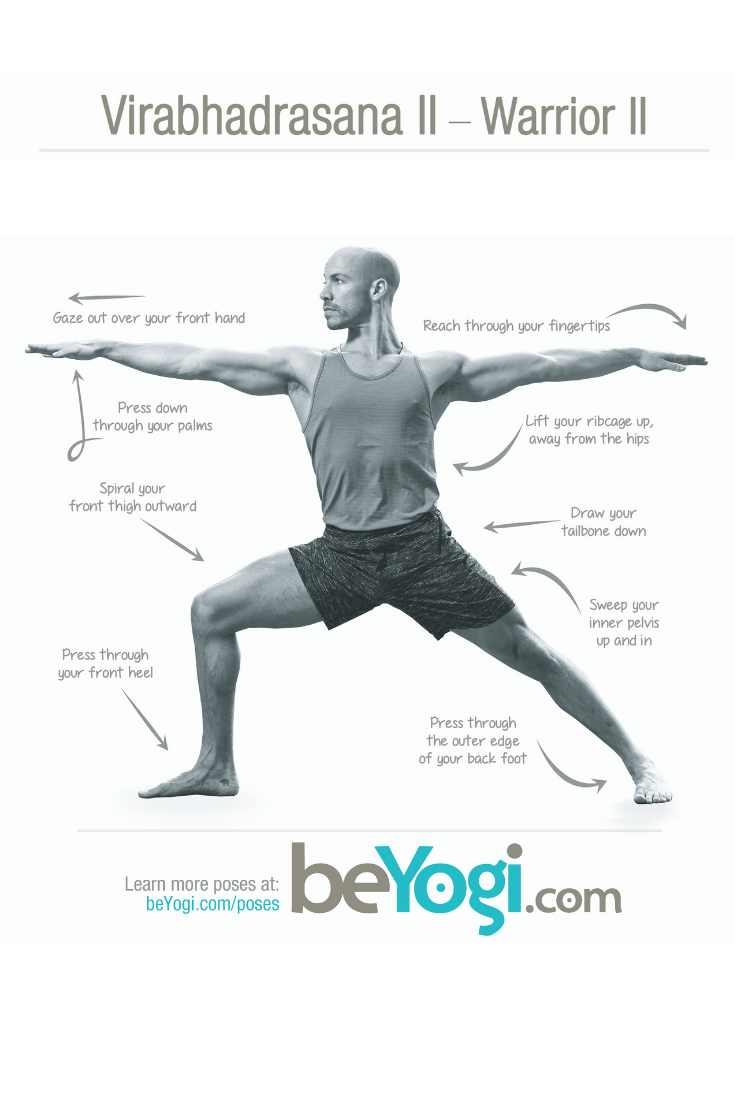 Virabhadrasana II – Warrior II
Gaze out over your front hand
Reach through your fingertips
Press down
through your palms
Lift your ribcage up,
away from the hips
Spiral your
front thigh outward
Draw your
tailbone down
Sweep your
inner pelvis
up and in
Press through
your front heel
Press through
the outer edge
of your back foot
Learn more poses at:
beYogi.com/poses
beYogi.com